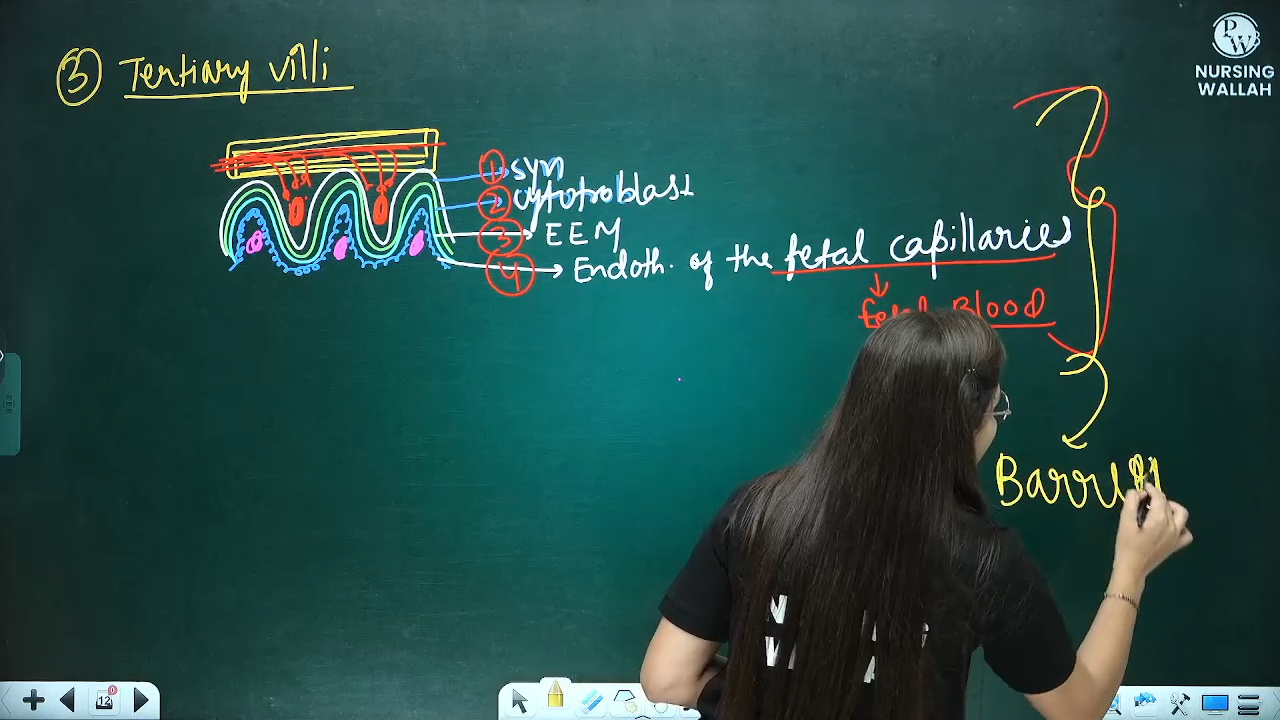 ③ Tertiary villi
PW
NURSING
WALLAH
① syn
② cytotroblast
③ EEM
④ Endoth. of the fetal capillaries
Blood
Barrier
12